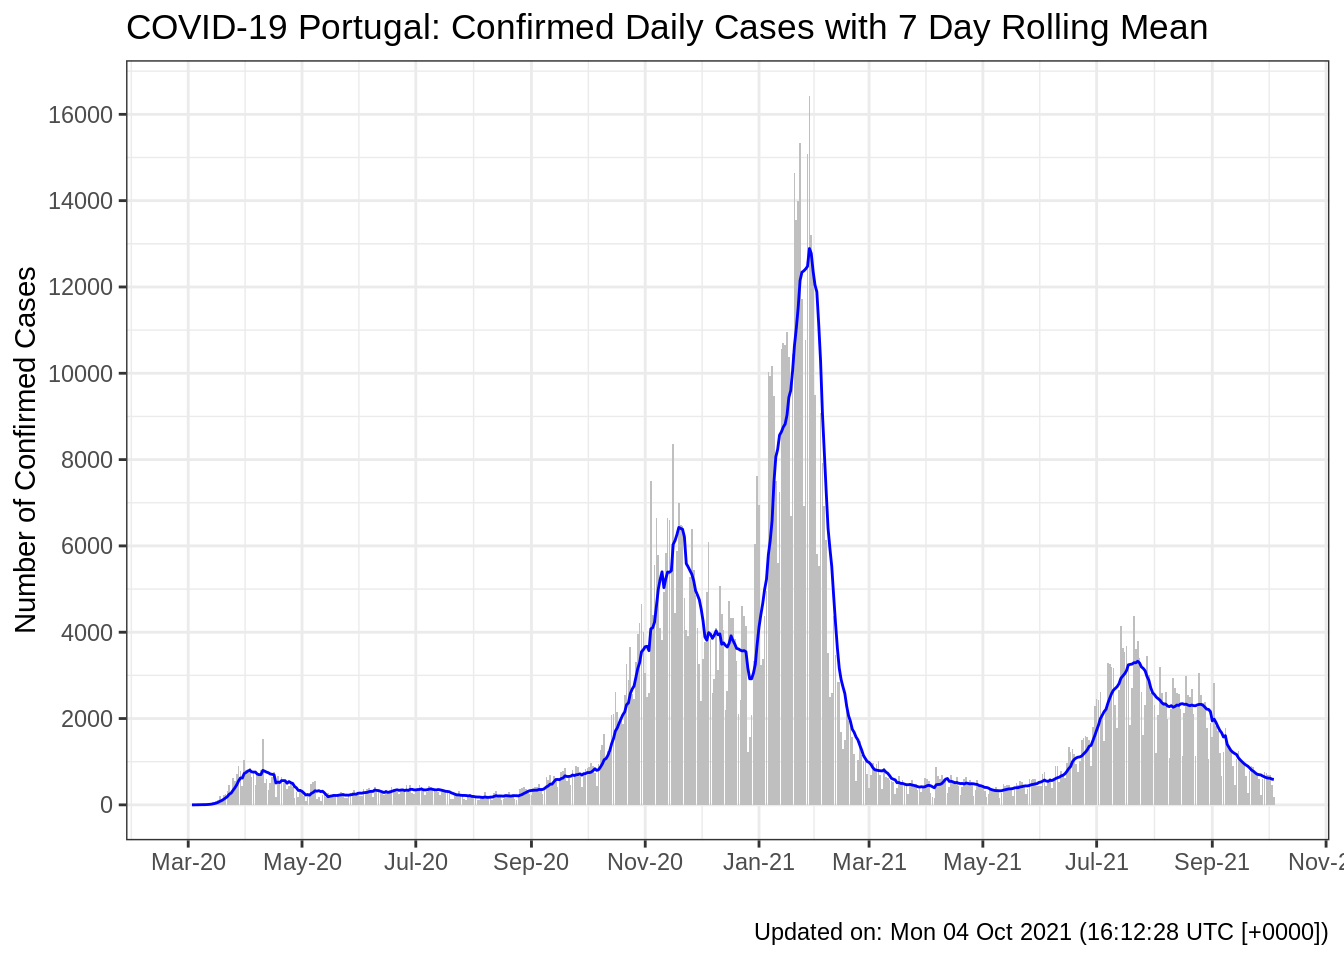 COVID-19 Portugal: Confirmed Daily Cases with 7 Day Rolling Mean
Number of Confirmed Cases
16000
14000
12000
10000
8000
6000
4000
2000
0
Mar-20 May-20 Jul-20 Sep-20 Nov-20 Jan-21 Mar-21 May-21 Jul-21 Sep-21 Nov-2
Updated on: Mon 04 Oct 2021 (16:12:28 UTC [+0000])